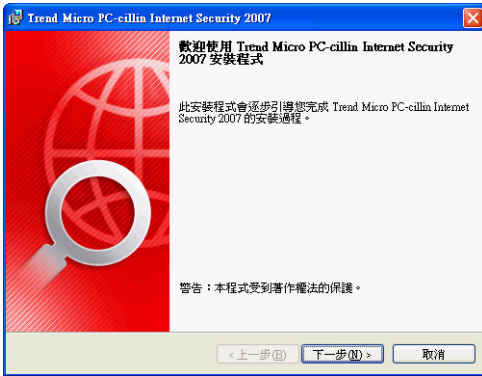 Trend Micro PC-cillin Internet Security 2007
歡迎使用 Trend Micro PC-cillin Internet Security
2007 安裝程式
此安裝程式會逐步引導您完成 Trend Micro PC-cillin Internet
Security 2007 的安裝過程。
警告：本程式受到著作權法的保護。
<上一步(B) 下一步(N)> 取消